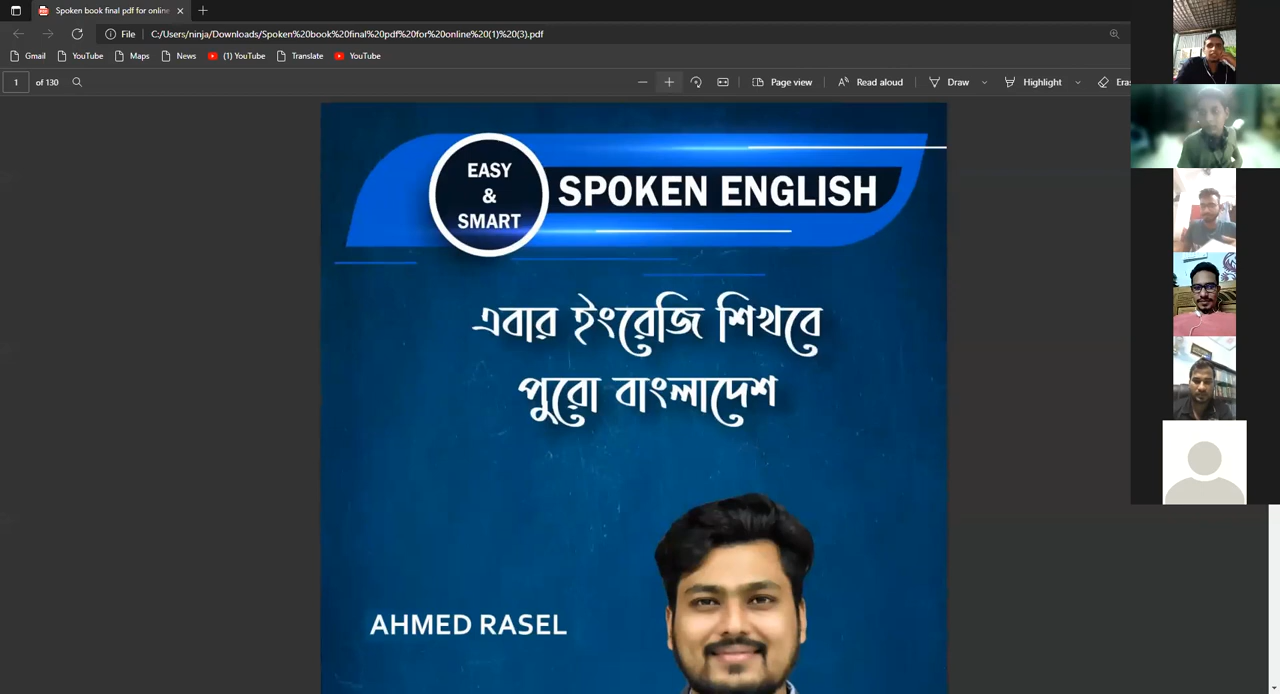 Spoken book final pdf for online
File
C:/Users/ninja/Downloads/Spoken%20book%20final%20pdf%20for%20online%20(1)%20(3).pdf
Gmail YouTube Maps News (1) YouTube Translate YouTube
1 of 130 Page view Read aloud Draw Highlight Eras
EASY
&
SMART
SPOKEN ENGLISH
এবার ইংরেজি শিখবে
পুরো বাংলাদেশ
AHMED RASEL